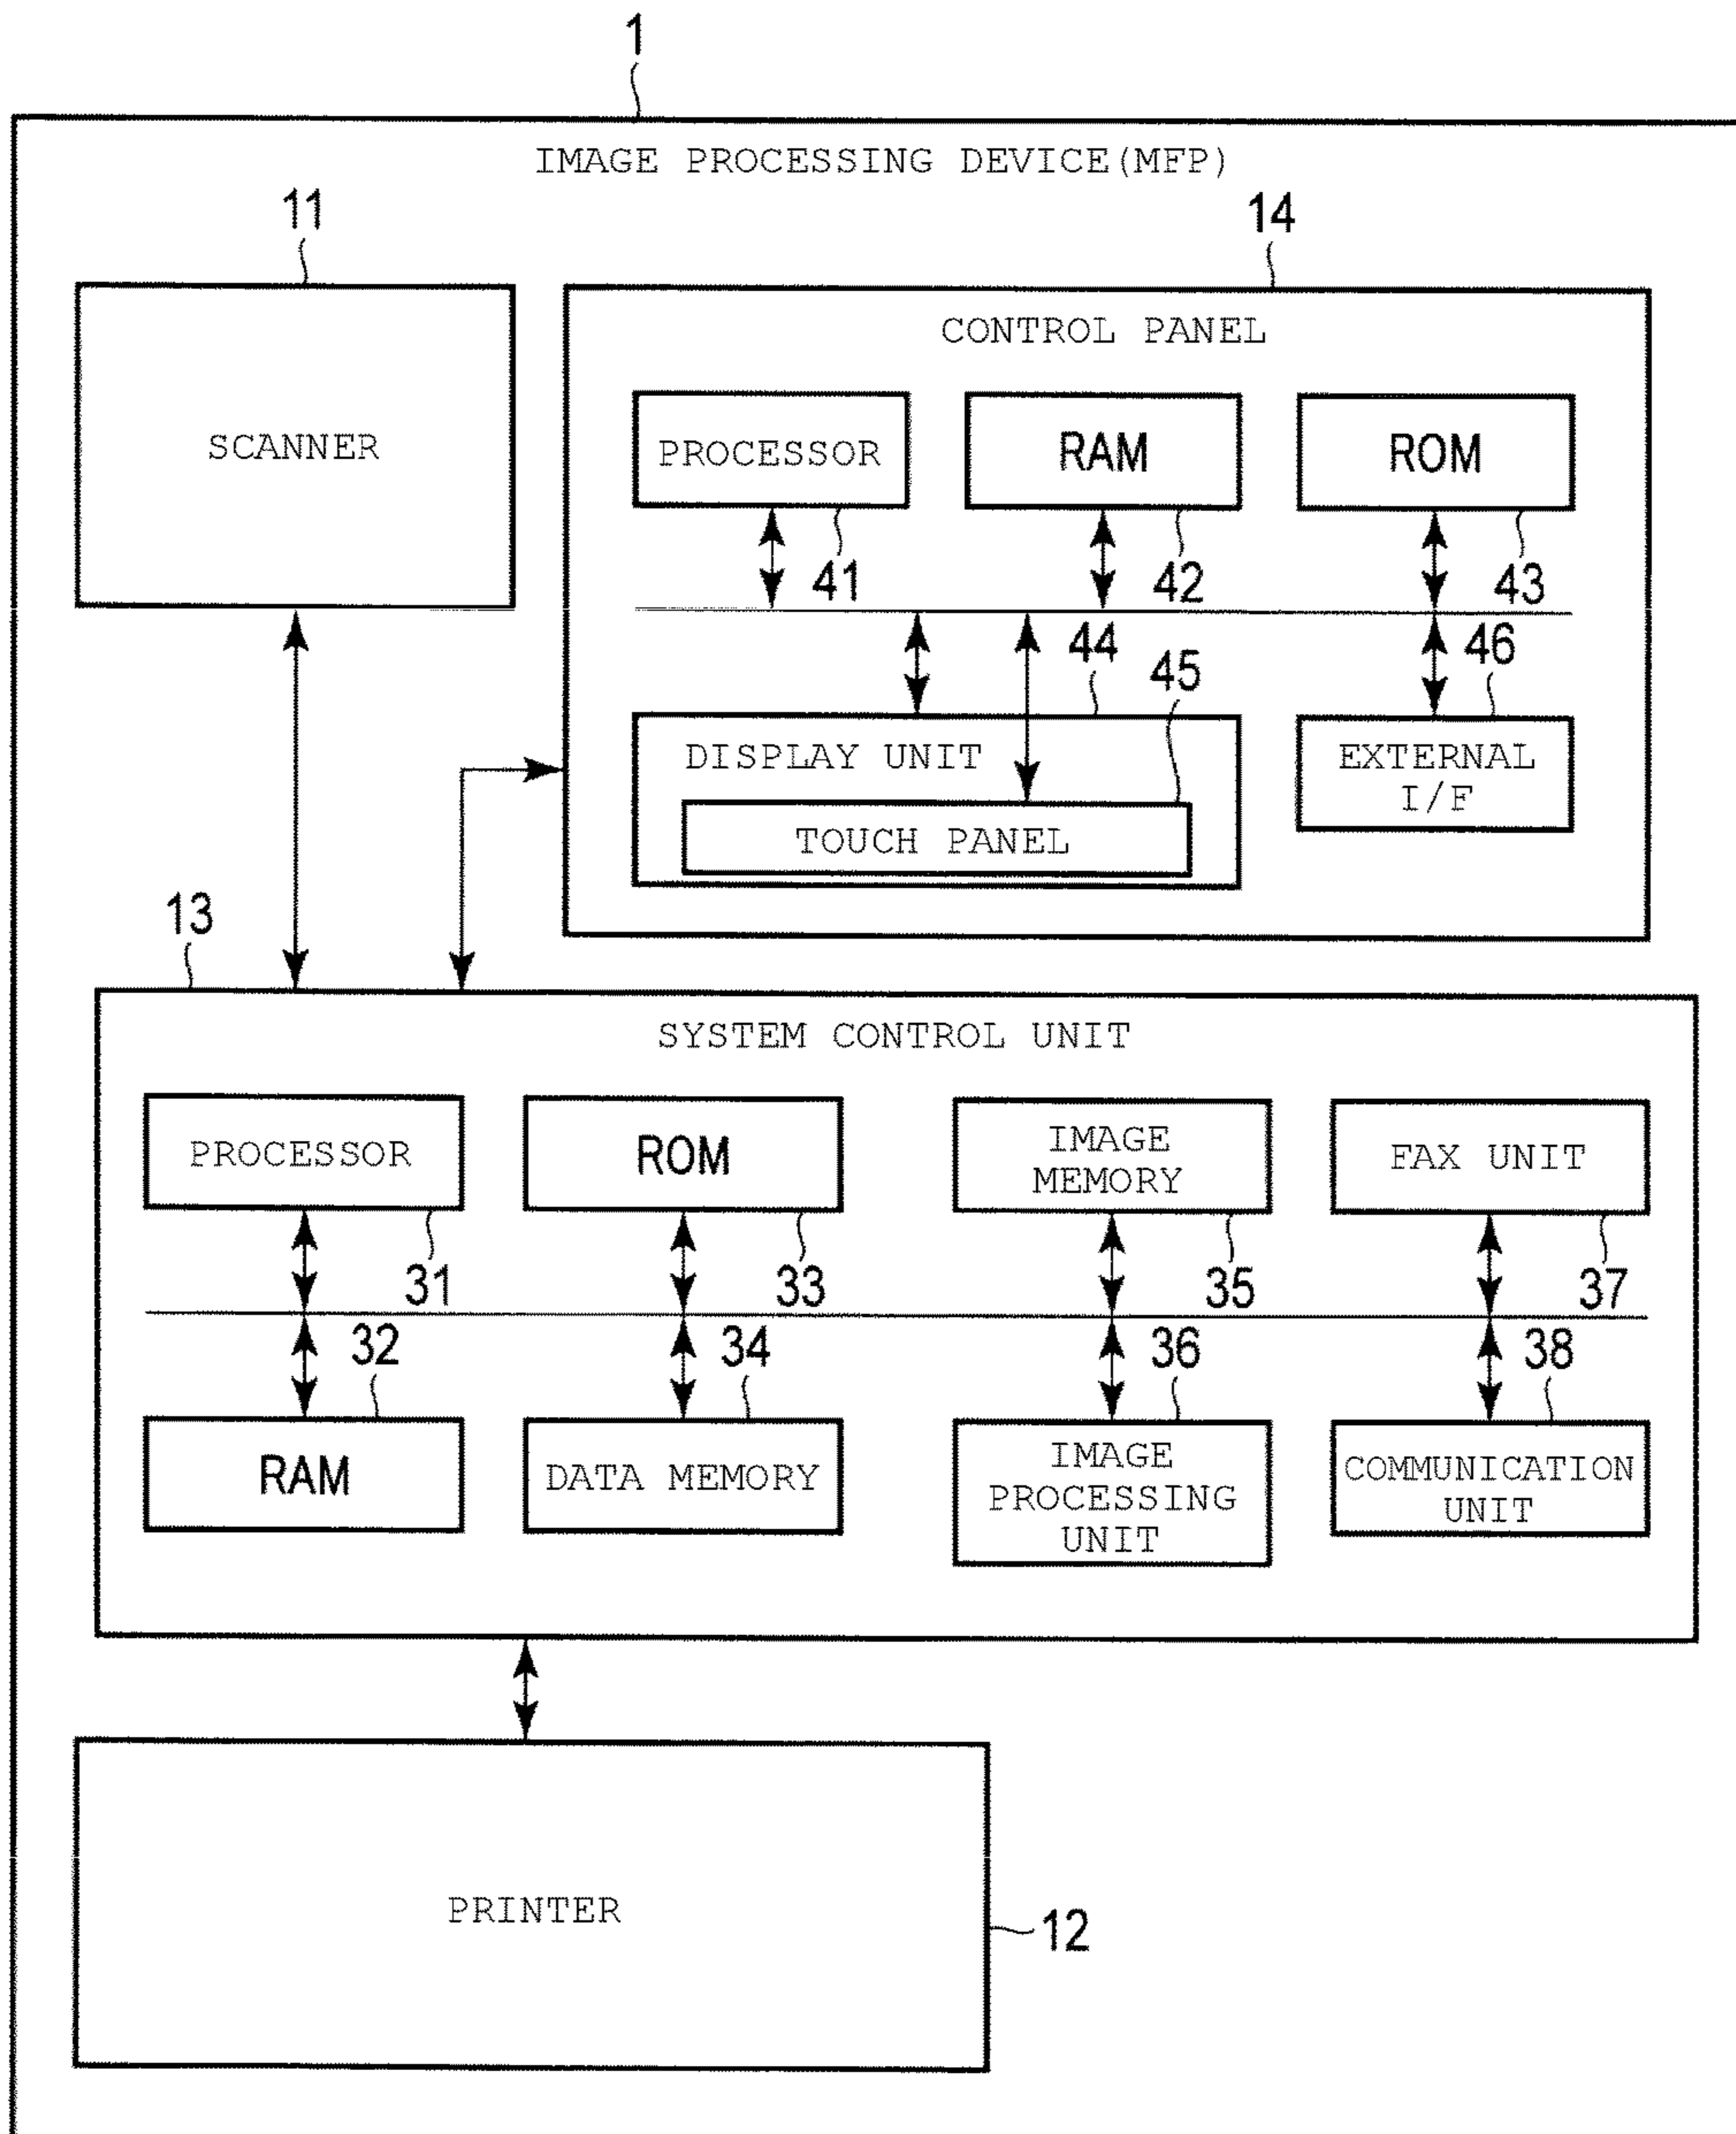 1
IMAGE PROCESSING DEVICE(MFP)
11
14
SCANNER
CONTROL PANEL
PROCESSOR
RAM
ROM
41
42
43
44
45
46
DISPLAY UNIT
TOUCH PANEL
EXTERNAL
I/F
13
SYSTEM CONTROL UNIT
PROCESSOR
ROM
IMAGE
MEMORY
FAX UNIT
31
33
35
37
32
34
36
38
RAM
DATA MEMORY
IMAGE
PROCESSING
UNIT
COMMUNICATION
UNIT
PRINTER
12